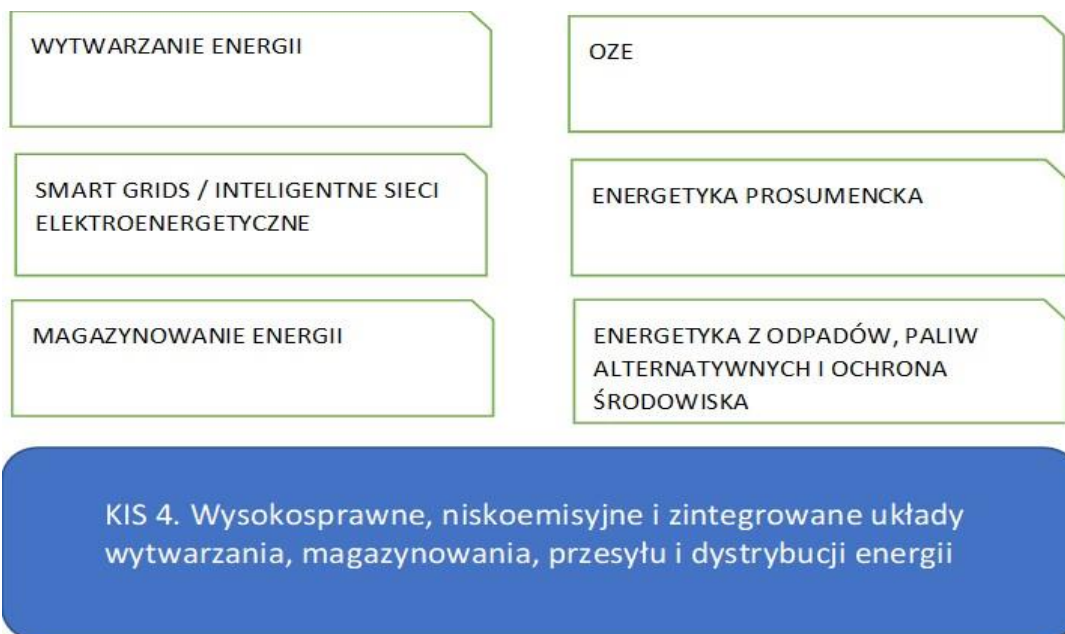 WYTWARZANIE ENERGII
OZE
SMART GRIDS / INTELIGENTNE SIECI
ELEKTROENERGETYCZNE
ENERGETYKA PROSUMENCKA
MAGAZYNOWANIE ENERGII
ENERGETYKA Z ODPADÓW, PALIW
ALTERNATYWNYCH I OCHRONA
ŚRODOWISKA
KIS 4. Wysokosprawne, niskoemisyjne i zintegrowane układy
wytwarzania, magazynowania, przesyłu i dystrybucji energii